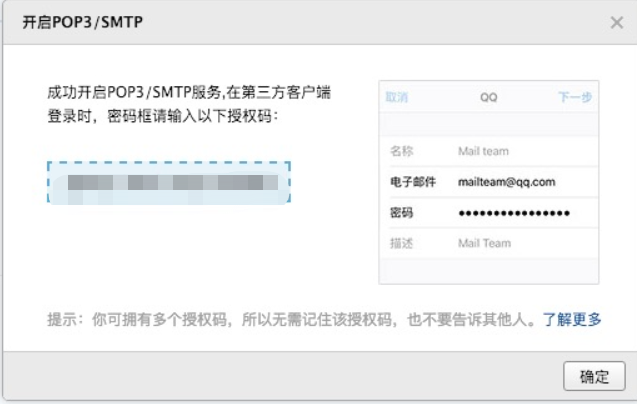 开启POP3/SMTP
成功开启POP3/SMTP服务,在第三方客户端
登录时，密码框请输入以下授权码：
取消 QQ 下一步
名称 Mail team
电子邮件 mailteam@qq.com
密码 ••••••••••••••••
描述 Mail Team
提示：你可拥有多个授权码，所以无需记住该授权码，也不要告诉其他人。了解更多
确定